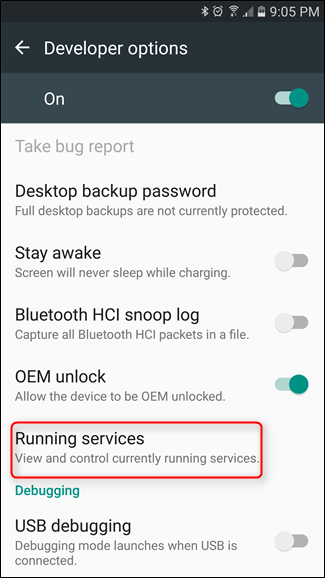 9:05 PM
Developer options
On
Take bug report
Desktop backup password
Full desktop backups are not currently protected.
Stay awake
Screen will never sleep while charging.
Bluetooth HCI snoop log
Capture all Bluetooth HCI packets in a file.
OEM unlock
Allow the device to be OEM unlocked.
Running services
View and control currently running services.
Debugging
USB debugging
Debugging mode launches when USB is
connected.